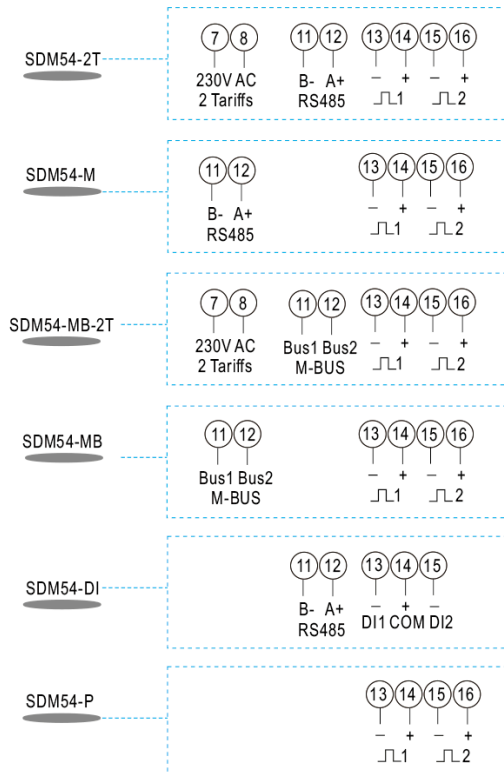 7 8 11 12 13 14 15 16
SDM54-2T
230V AC B- A+ − + − +
2 Tariffs RS485 1 2
11 12 13 14 15 16
SDM54-M
B- A+ − + − +
RS485 1 2
7 8 11 12 13 14 15 16
SDM54-MB-2T
230V AC Bus1 Bus2 − + − +
2 Tariffs M-BUS 1 2
11 12 13 14 15 16
SDM54-MB
Bus1 Bus2 − + − +
M-BUS 1 2
11 12 13 14 15
SDM54-DI
B- A+ − + −
RS485 DI1 COM DI2
13 14 15 16
SDM54-P
− + − +
1 2